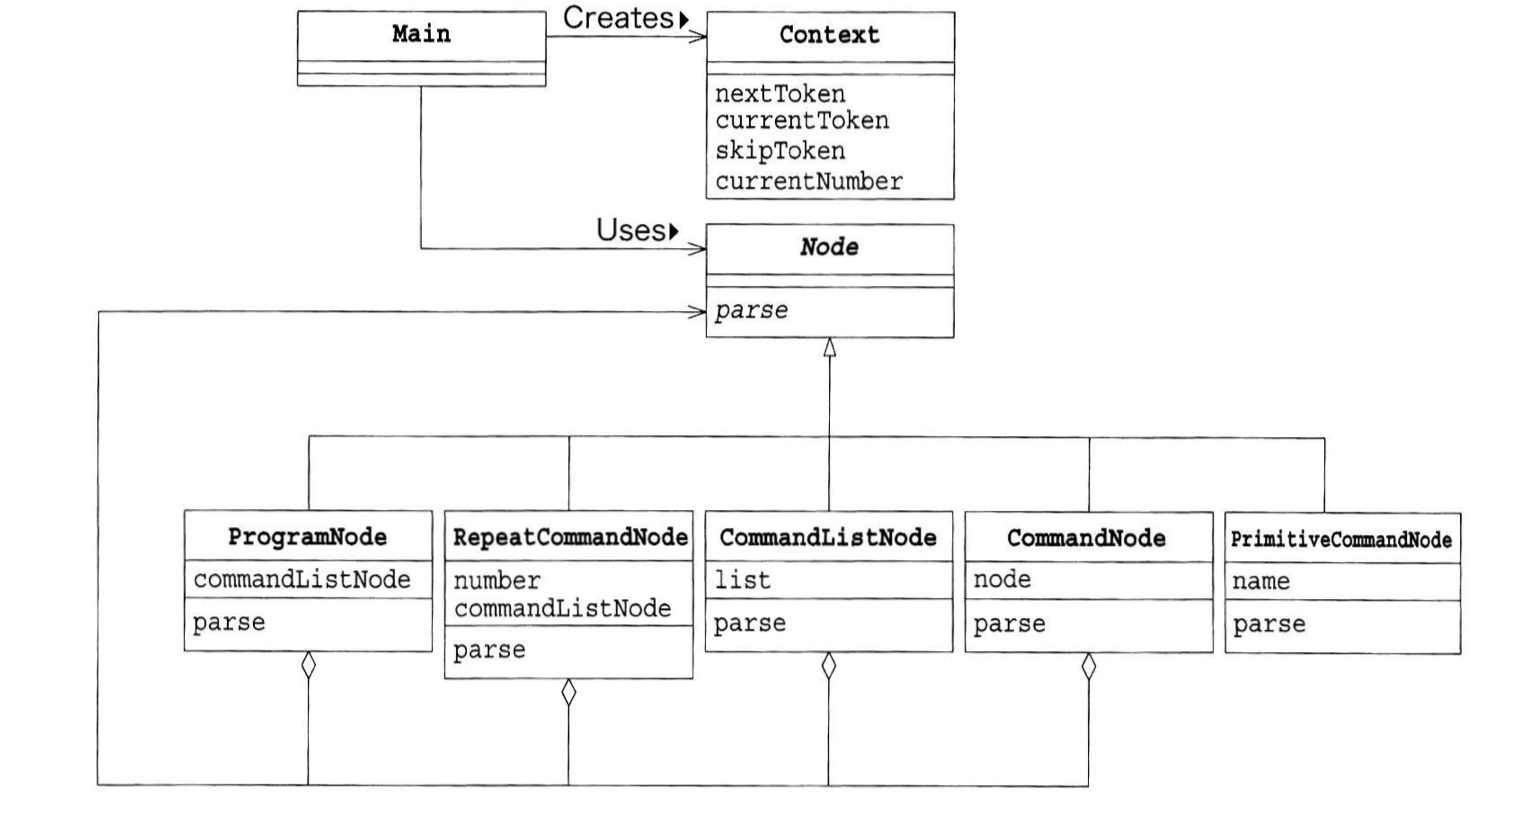 Main
Creates▶
Context
nextToken
currentToken
skipToken
currentNumber
Uses▶
Node
parse
ProgramNode
commandListNode
parse
RepeatCommandNode
number
commandListNode
parse
CommandListNode
list
parse
CommandNode
node
parse
PrimitiveCommandNode
name
parse